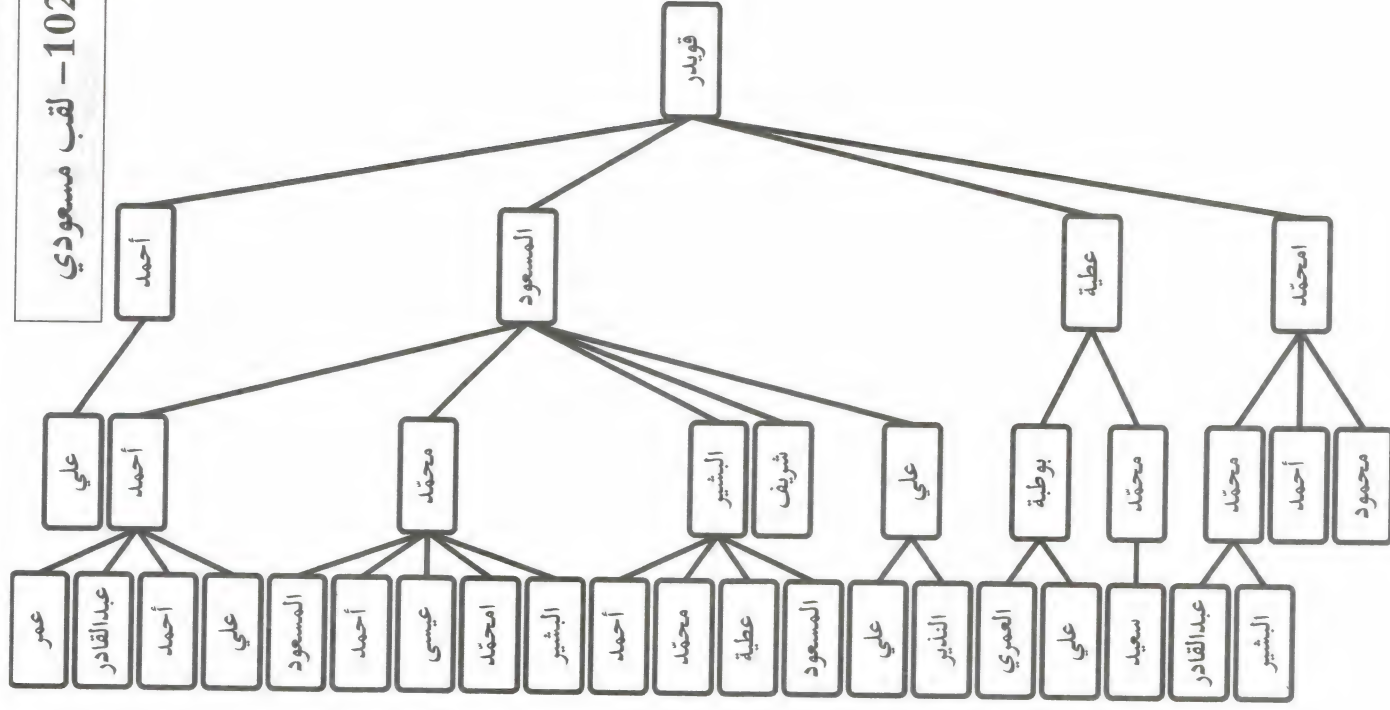 102- لقب مسعودي
قويدر
امحمّد
عطية
المسعود
أحمد
محمود
أحمد
محمّد
محمّد
بوطبة
علي
شريف
البشير
محمّد
أحمد
علي
البشير
عبدالقادر
سعيد
علي
العمري
النذير
علي
المسعود
عطية
محمّد
أحمد
البشير
امحمّد
عيسى
أحمد
المسعود
علي
أحمد
عبدالقادر
عمر